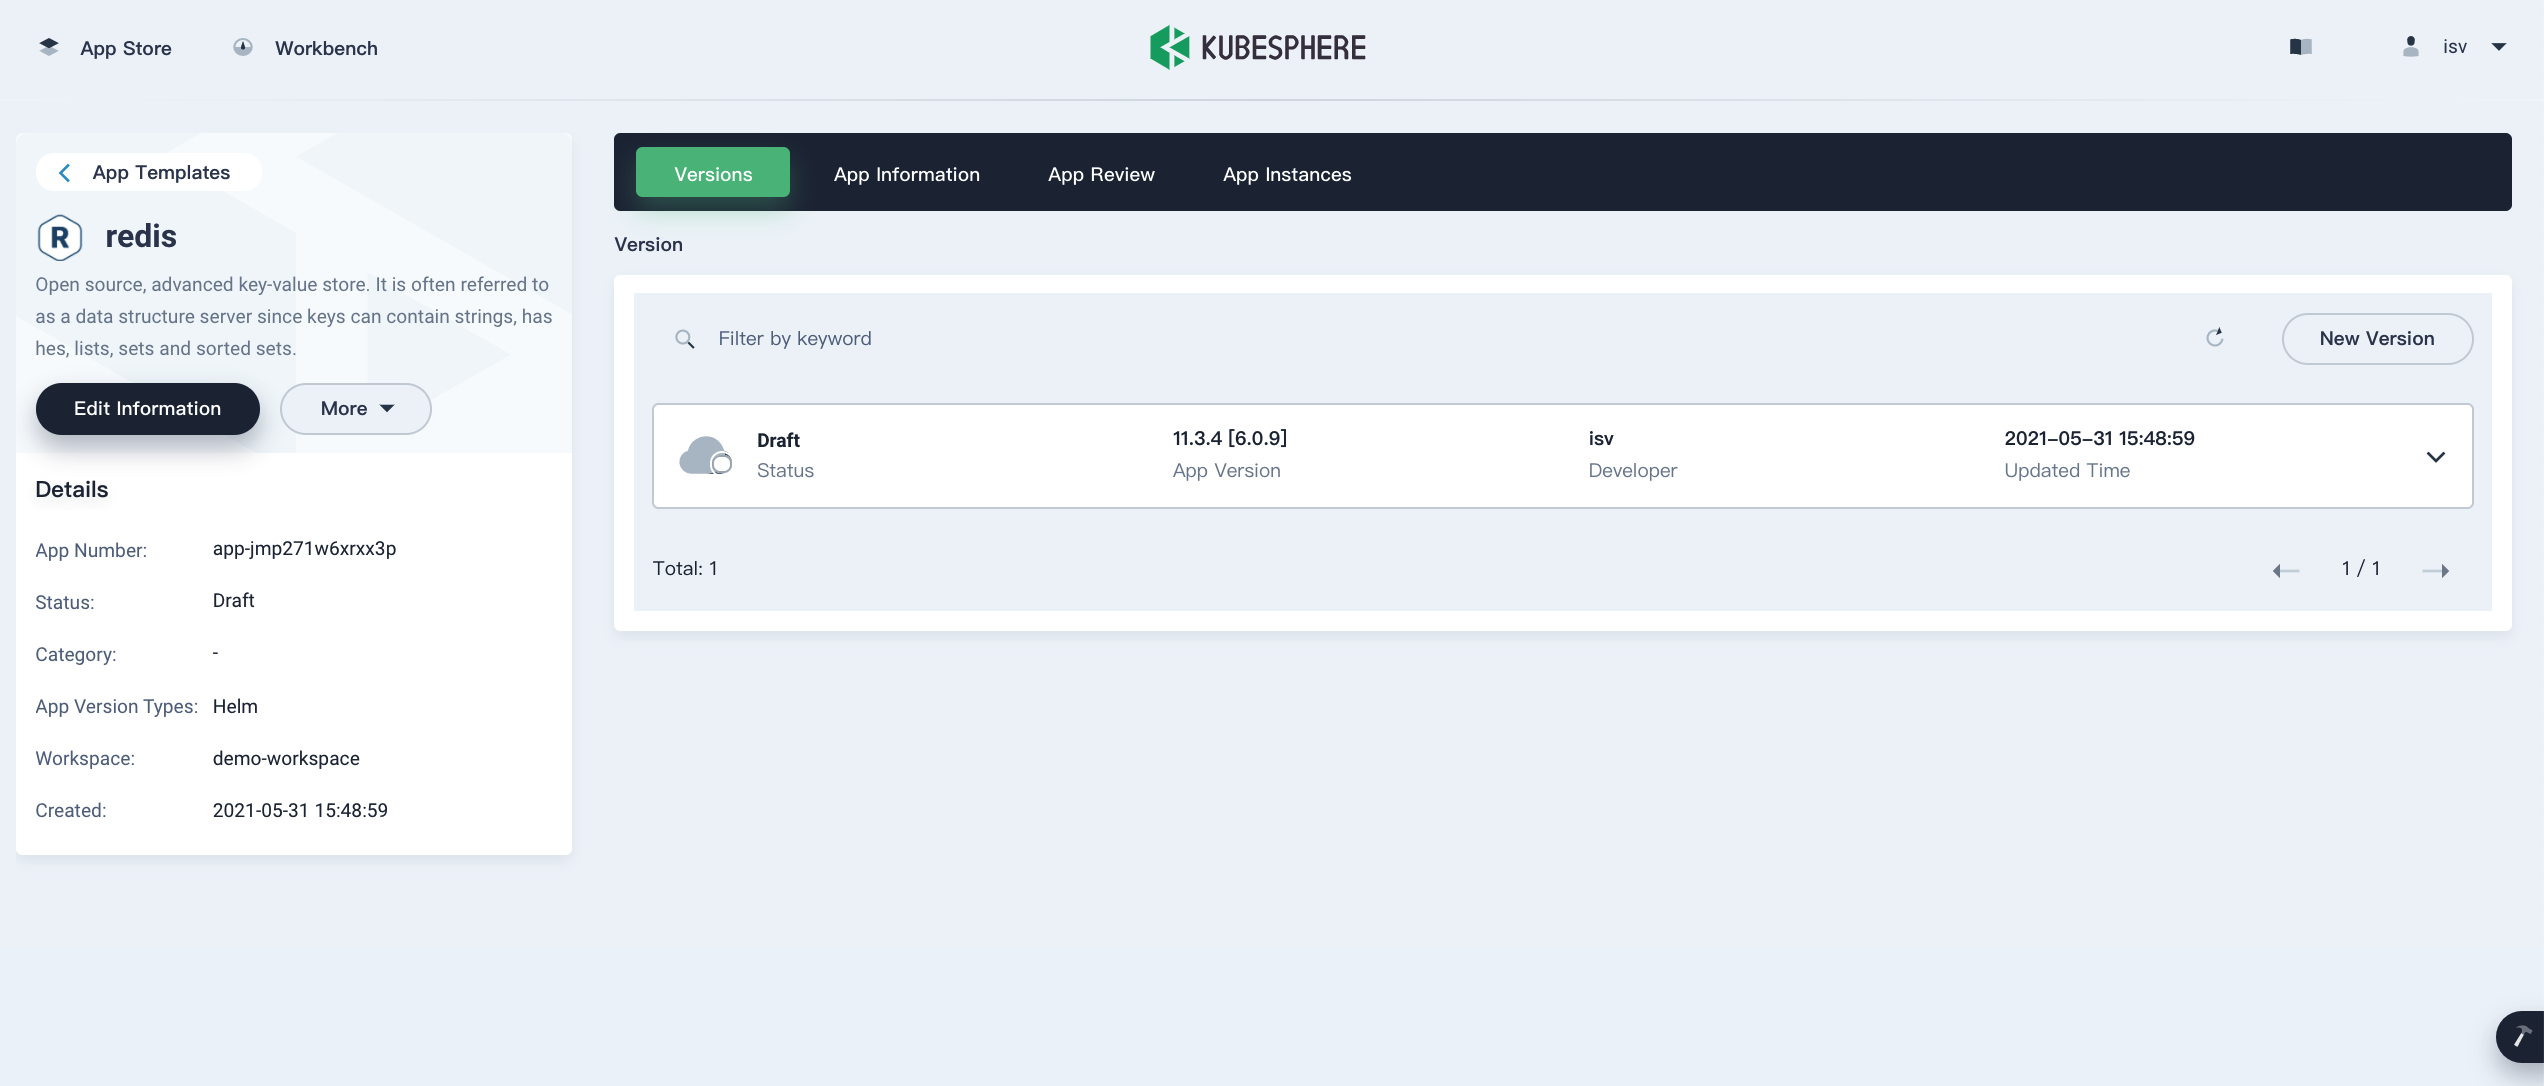 App Store
Workbench
KUBESPHERE
isv
App Templates
R
redis
Open source, advanced key-value store. It is often referred to
as a data structure server since keys can contain strings, has
hes, lists, sets and sorted sets.
Edit Information
More
Details
App Number: app-jmp271w6xrxx3p
Status: Draft
Category: -
App Version Types: Helm
Workspace: demo-workspace
Created: 2021-05-31 15:48:59
Versions
App Information
App Review
App Instances
Version
Filter by keyword
New Version
Draft
Status
11.3.4 [6.0.9]
App Version
isv
Developer
2021-05-31 15:48:59
Updated Time
Total: 1
1 / 1